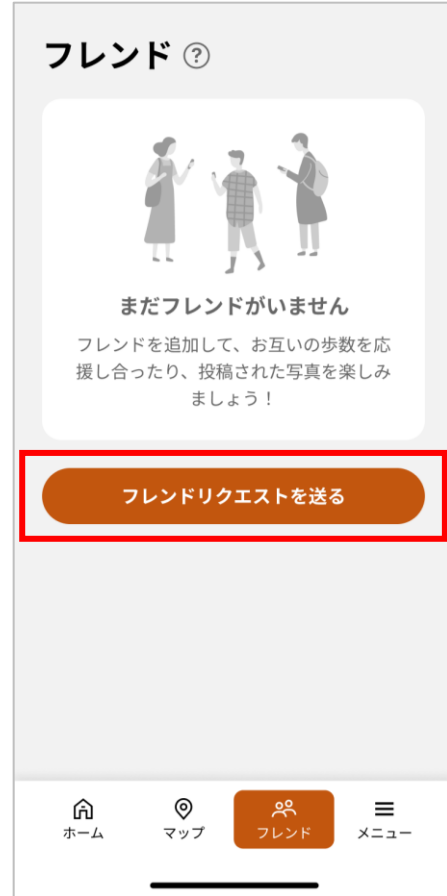 フレンド ?
まだフレンドがいません
フレンドを追加して、お互いの歩数を応
援し合ったり、投稿された写真を楽しみ
ましょう！
フレンドリクエストを送る
ホーム マップ フレンド メニュー